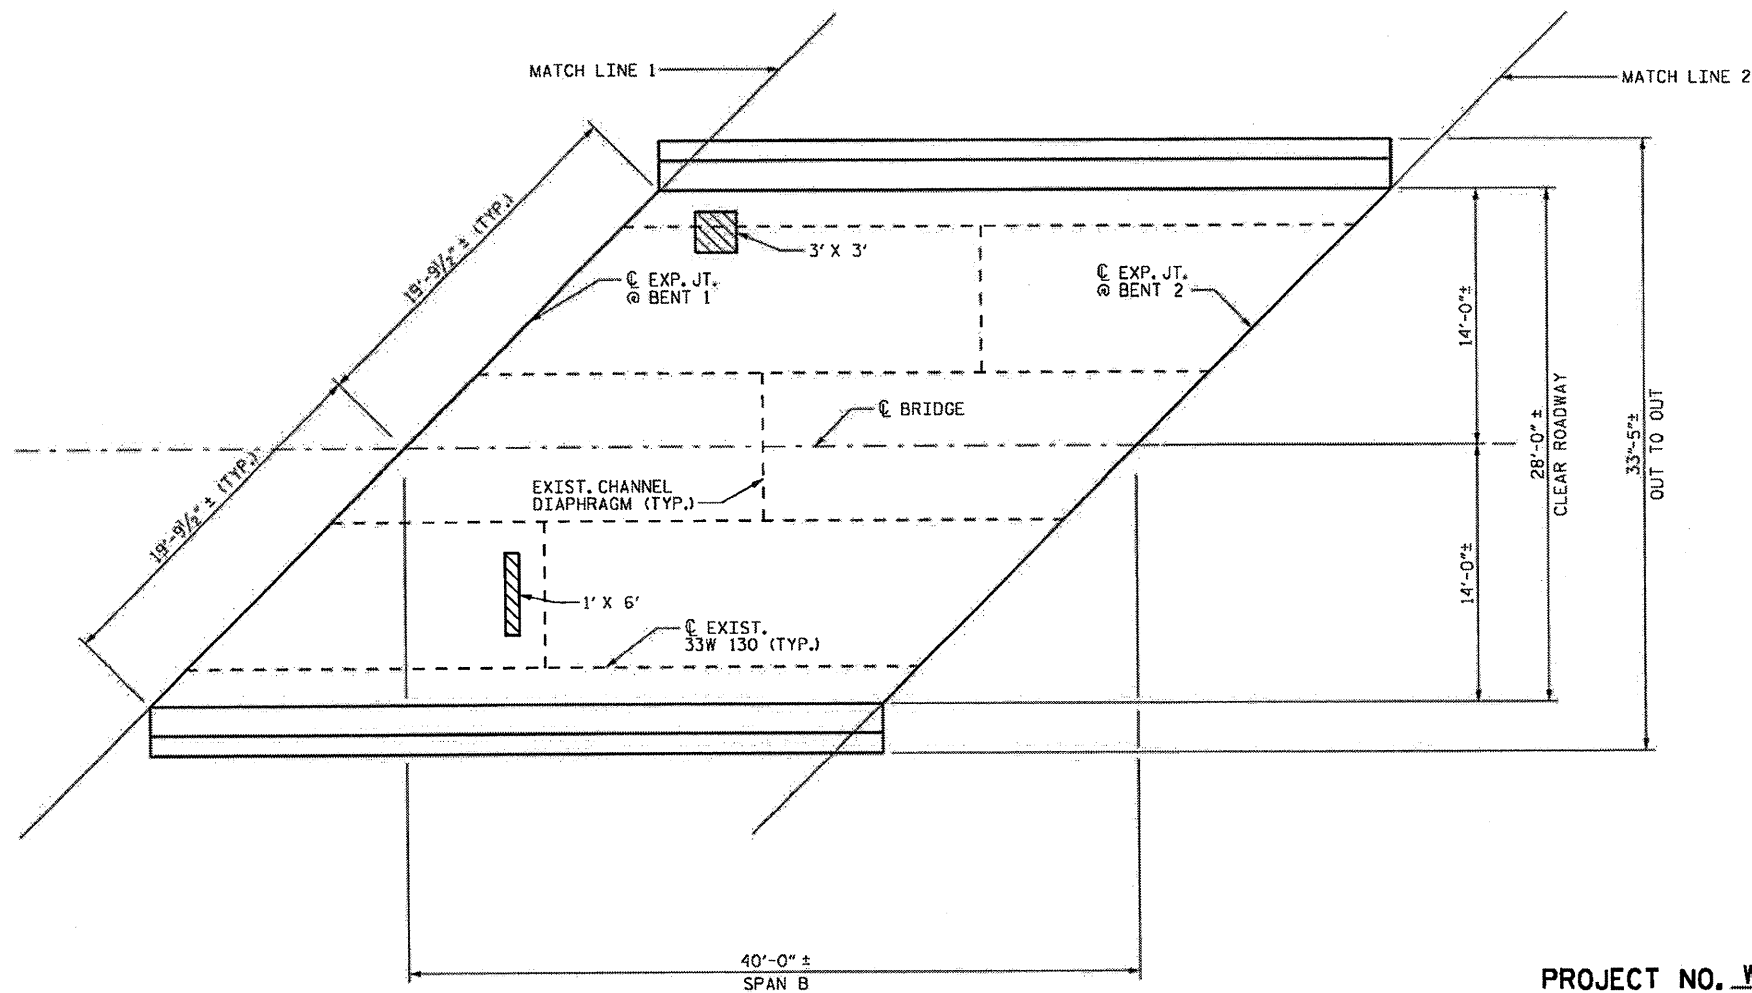 MATCH LINE 1
MATCH LINE 2
19'-9½" ± (TYP.)
3' X 3'
℄ EXP. JT.
@ BENT 1
℄ EXP. JT.
@ BENT 2
14'-0"±
℄ BRIDGE
28'-0" ±
CLEAR ROADWAY
33"-5"±
OUT TO OUT
EXIST. CHANNEL
DIAPHRAGM (TYP.)
19'-9½" ± (TYP.)
1' X 6'
14'-0"±
℄ EXIST.
33W 130 (TYP.)
40'-0" ±
SPAN B
PROJECT NO.